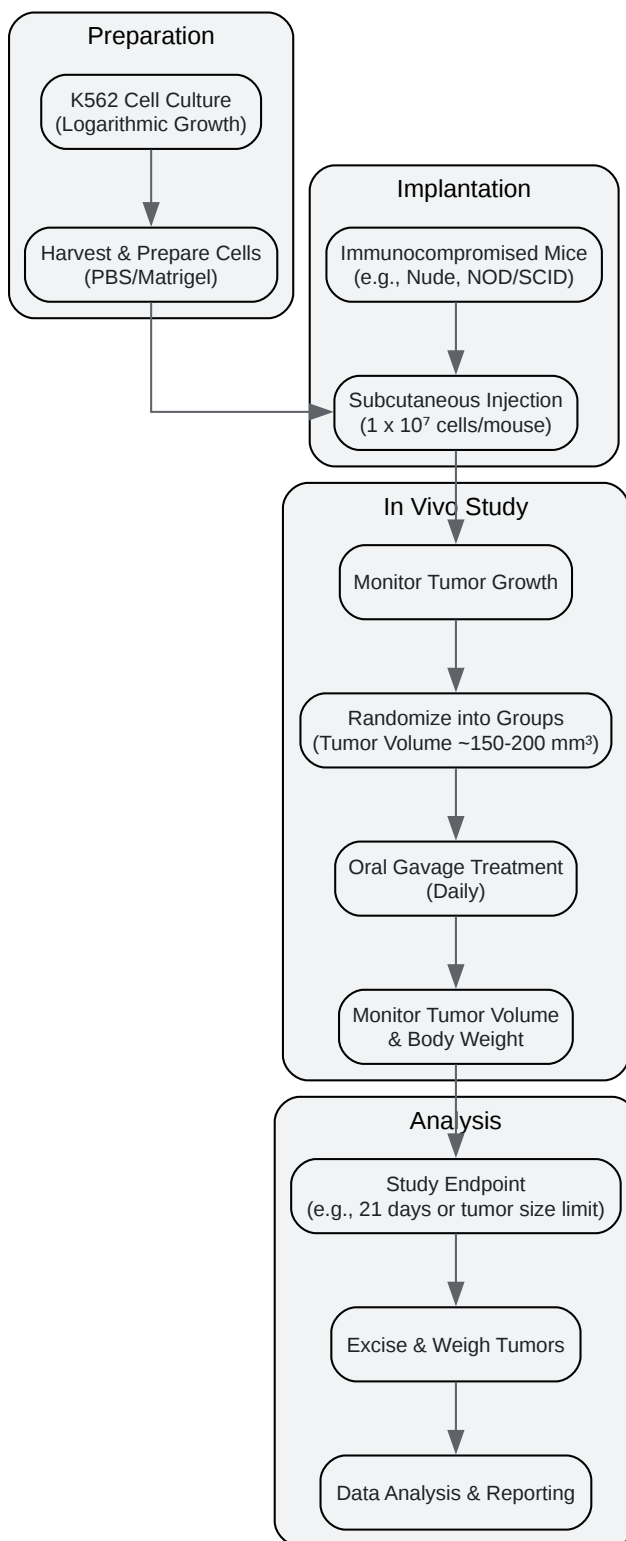 Preparation
K562 Cell Culture
(Logarithmic Growth)
Harvest & Prepare Cells
(PBS/Matrigel)
Implantation
Immunocompromised Mice
(e.g., Nude, NOD/SCID)
Subcutaneous Injection
(1 x 10⁷ cells/mouse)
In Vivo Study
Monitor Tumor Growth
Randomize into Groups
(Tumor Volume ~150-200 mm³)
Oral Gavage Treatment
(Daily)
Monitor Tumor Volume
& Body Weight
Analysis
Study Endpoint
(e.g., 21 days or tumor size limit)
Excise & Weigh Tumors
Data Analysis & Reporting